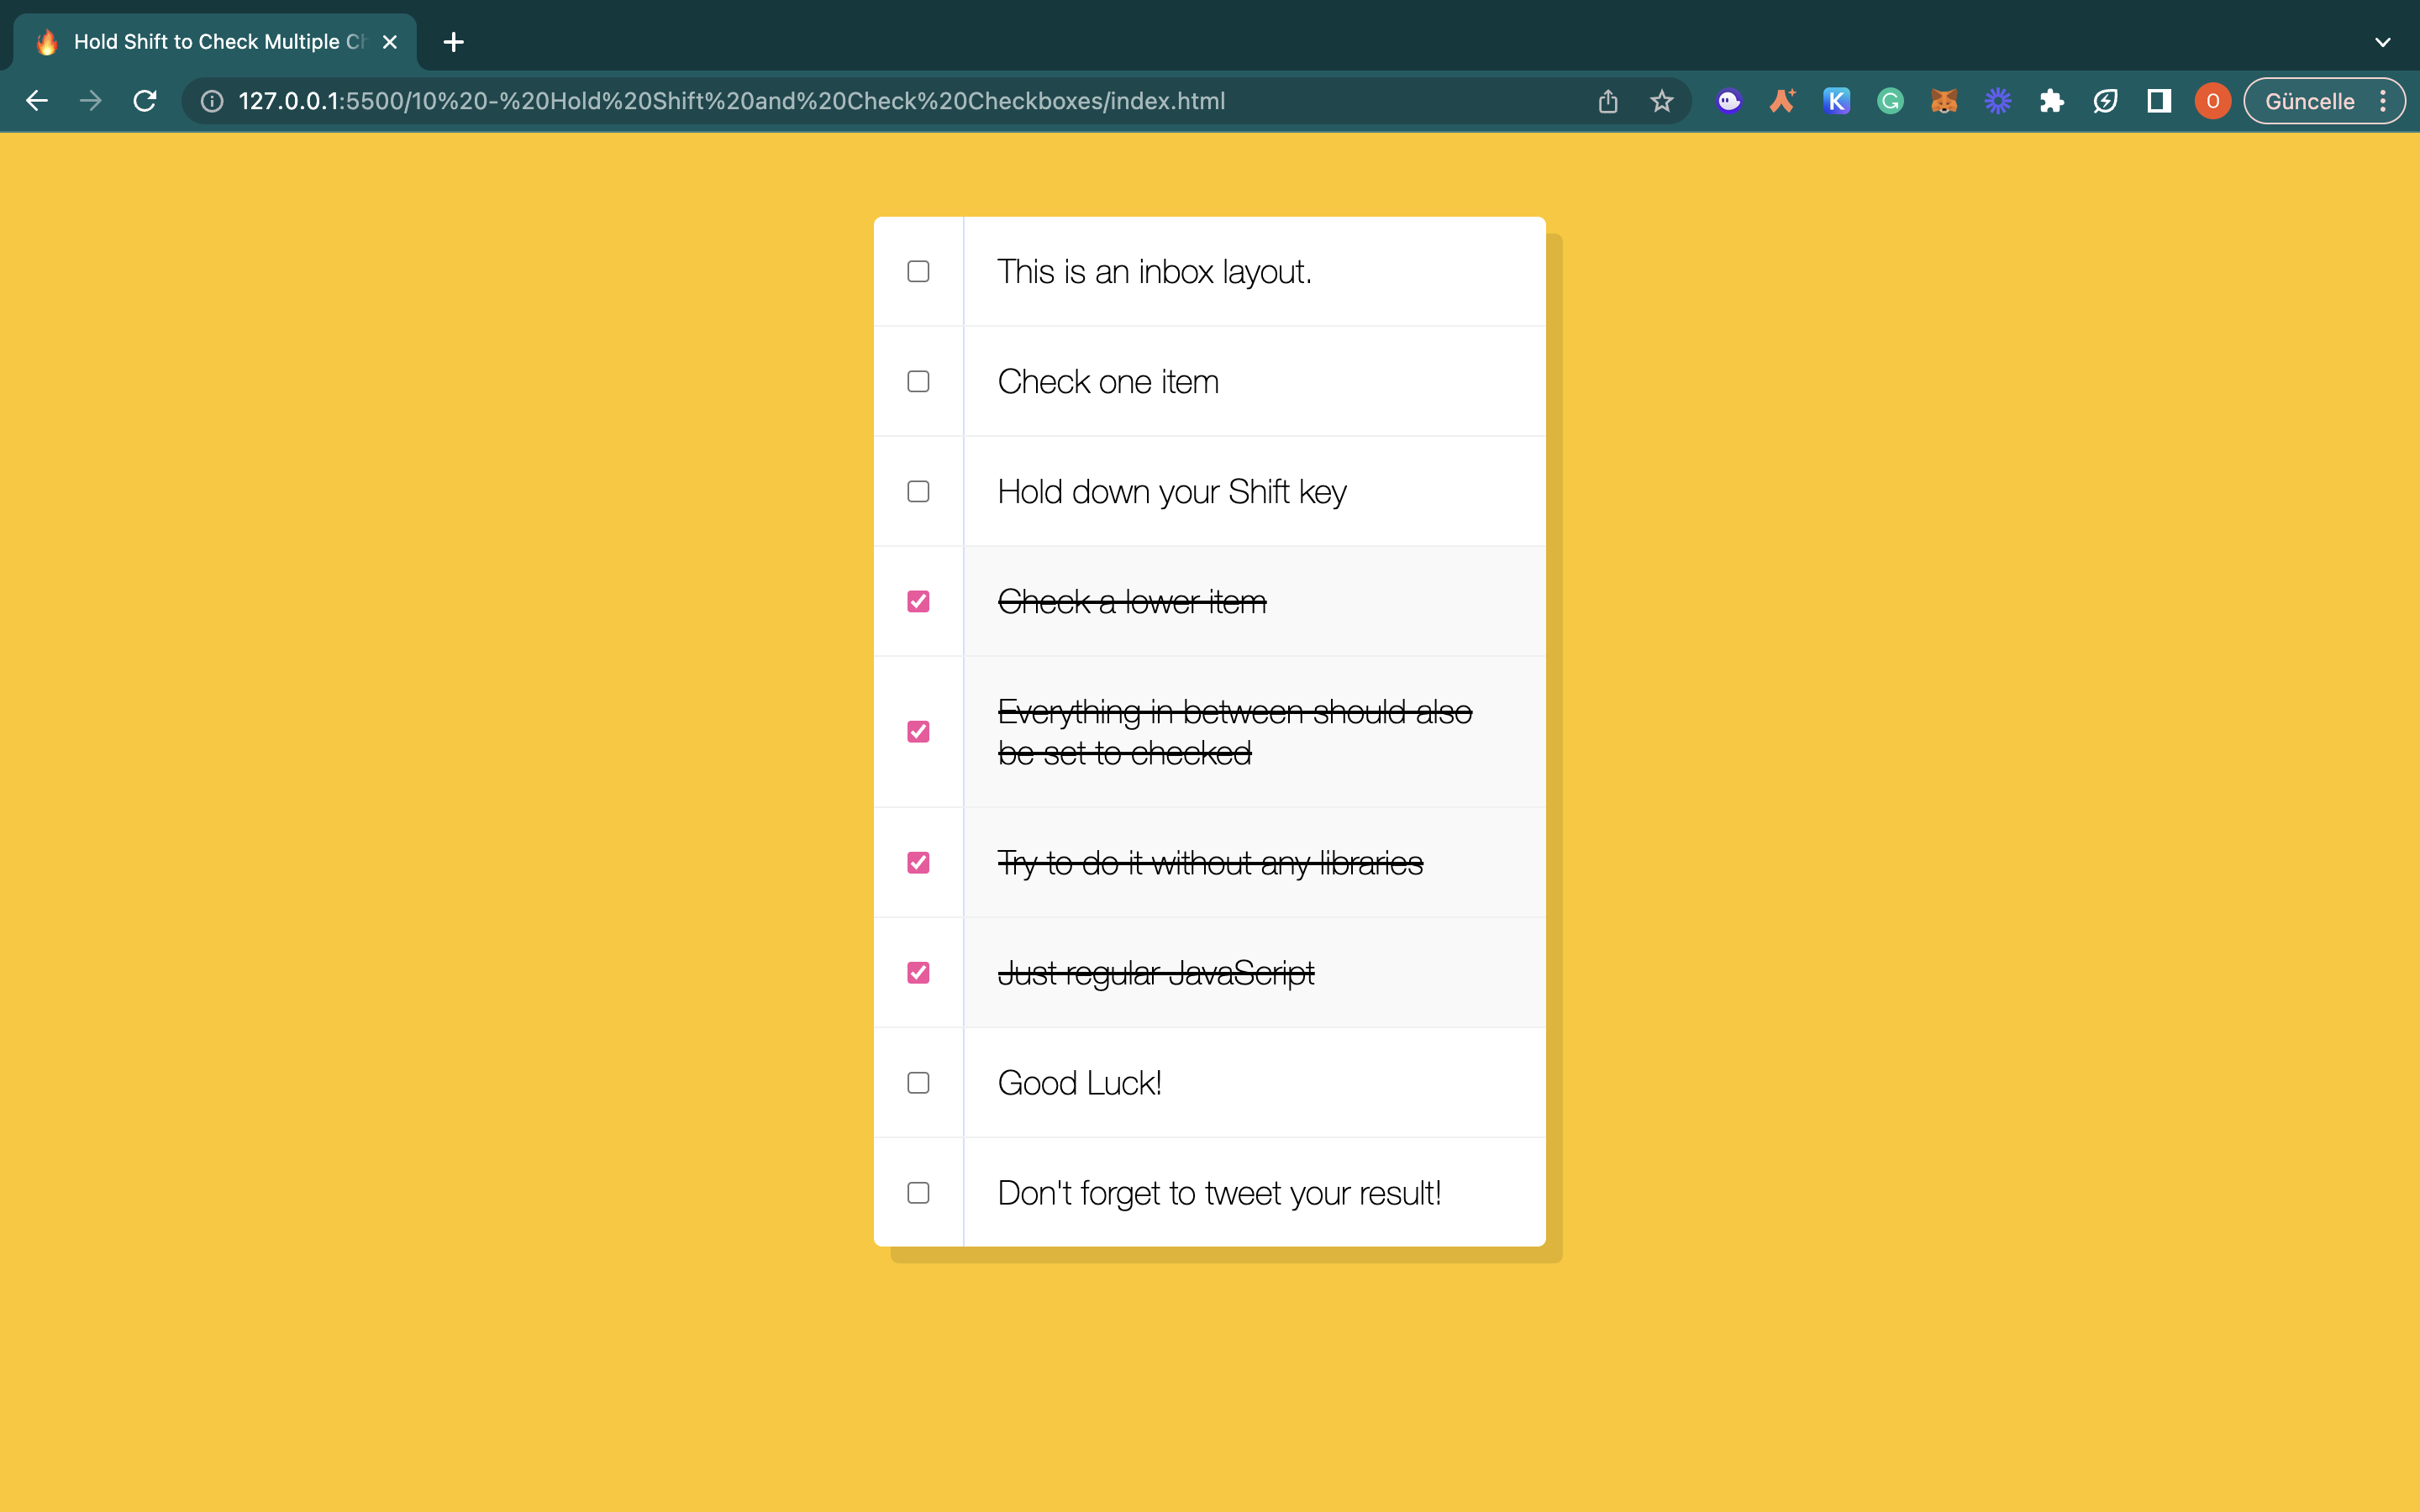 Hold Shift to Check Multiple Ch
127.0.0.1:5500/10%20-%20Hold%20Shift%20and%20Check%20Checkboxes/index.html
K
G
O
Güncelle
This is an inbox layout.
Check one item
Hold down your Shift key
Check a lower item
Everything in between should also
be set to checked
Try to do it without any libraries
Just regular JavaScript
Good Luck!
Don't forget to tweet your result!